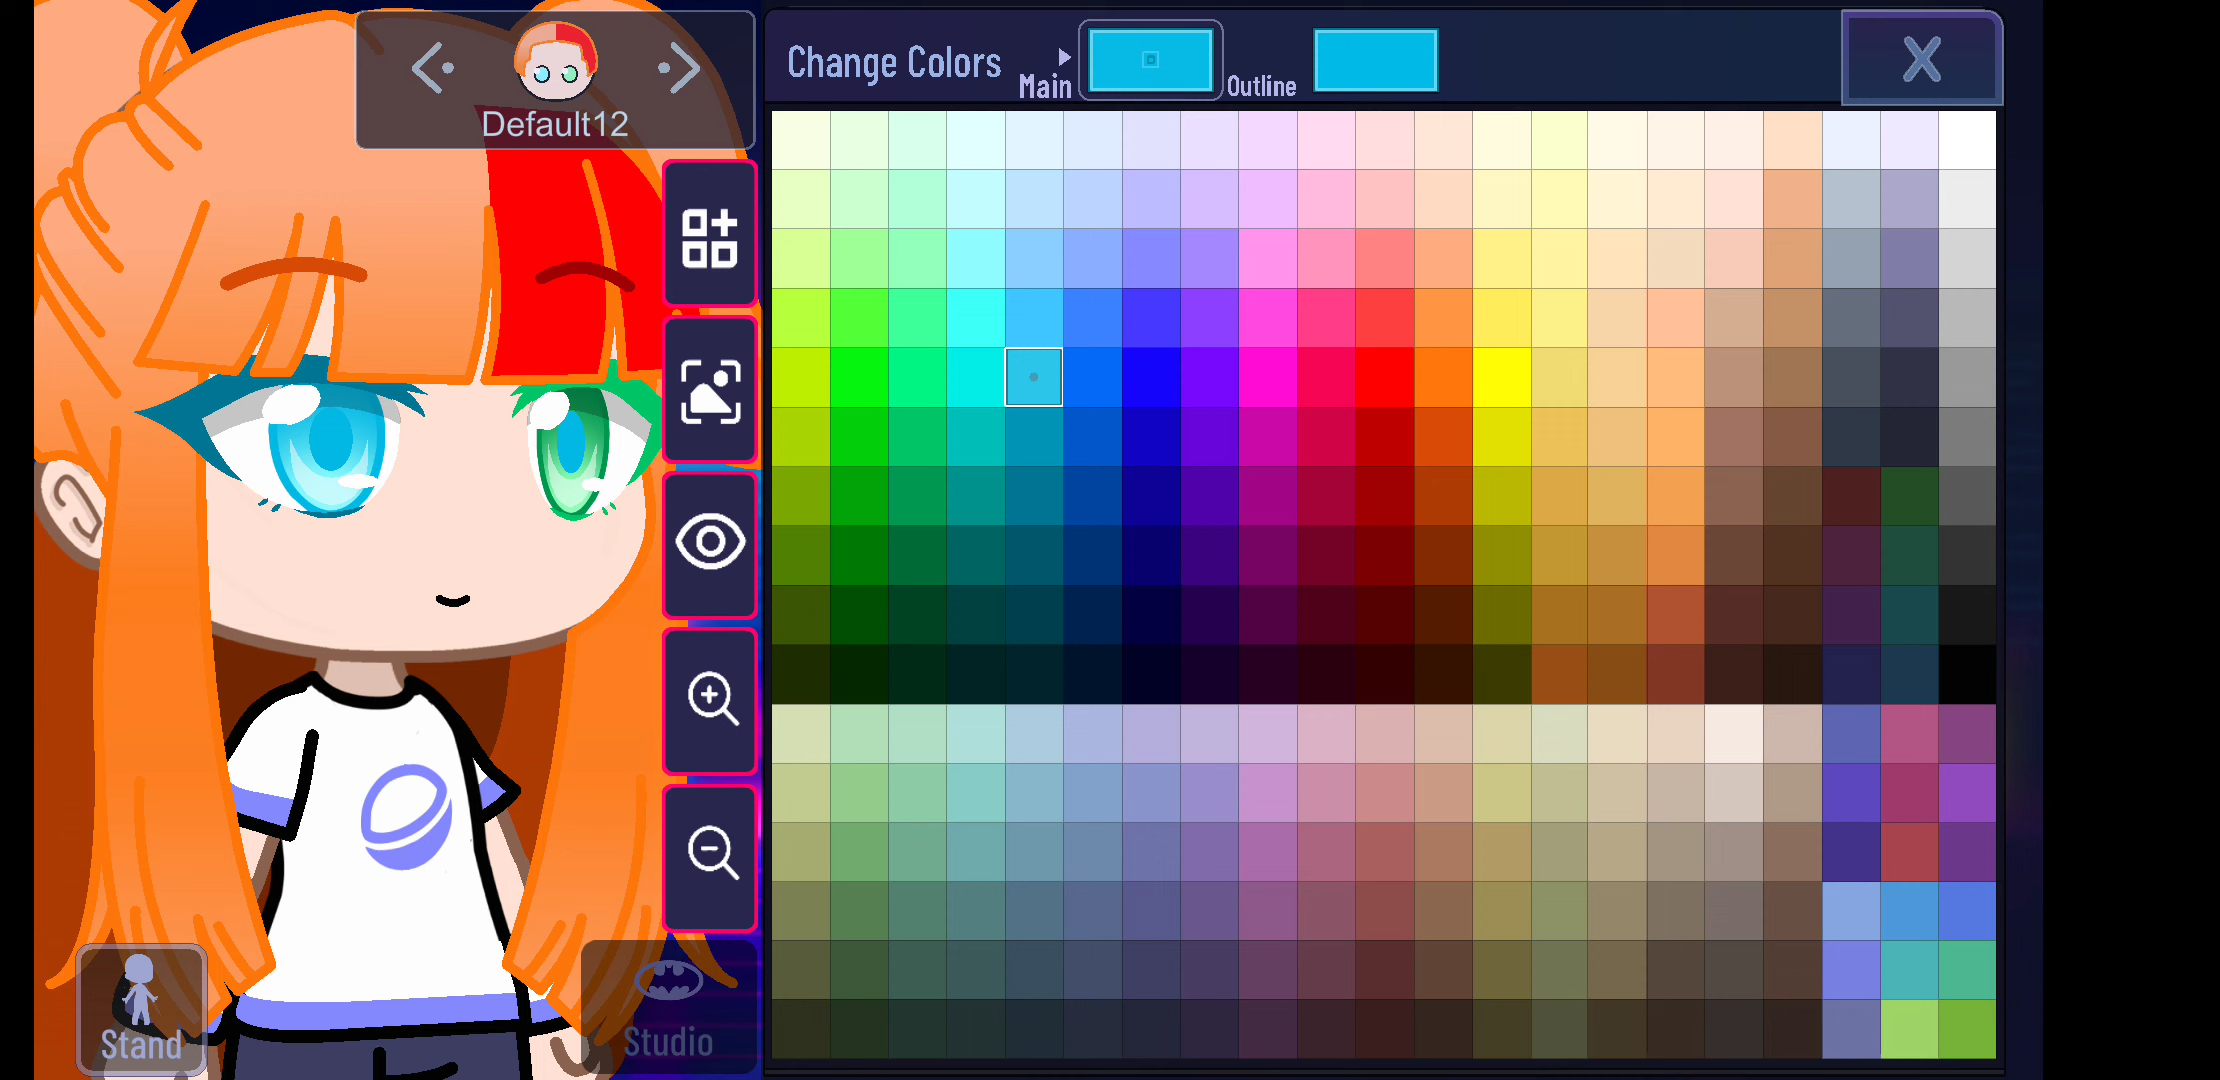 Change Colors
Main
Outline
X
Default12
Stand
Studio